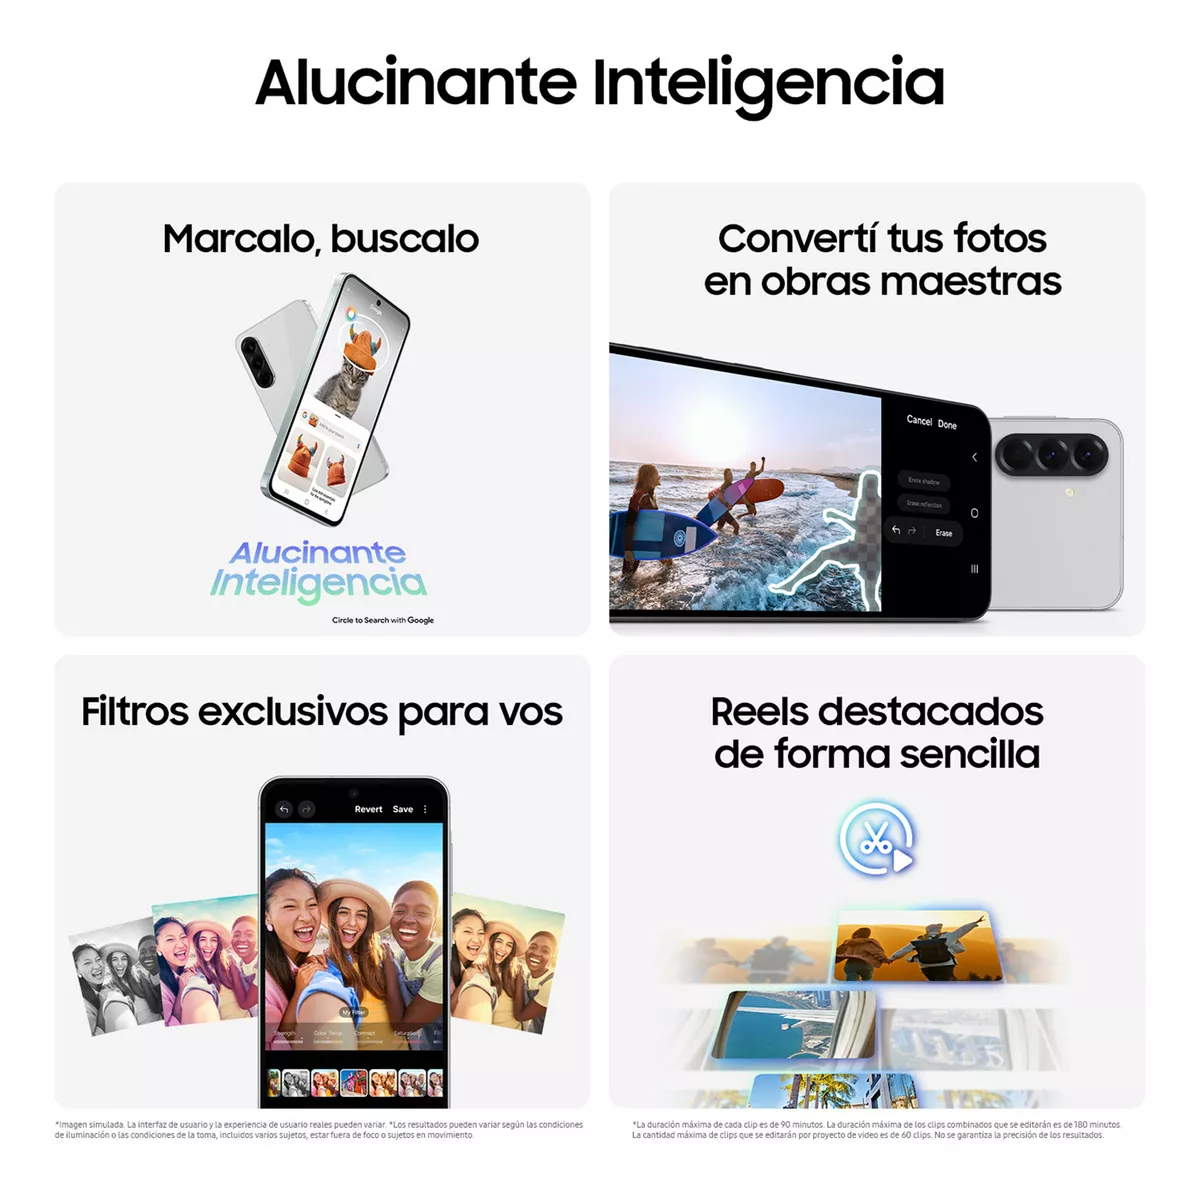 Alucinante Inteligencia
Marcalo, buscalo
Alucinante
Inteligencia
Circle to Search with Google
Convertí tus fotos
en obras maestras
Cancel Done
Erase shadow
Erase reflection
Erase
Filtros exclusivos para vos
Revert Save
My Filter
Strength Color Temp. Contrast Saturation
Reels destacados
de forma sencilla
*Imagen simulada. La interfaz de usuario y la experiencia de usuario reales pueden variar. *Los resultados pueden variar según las condiciones
de iluminación o las condiciones de la toma, incluidos varios sujetos, estar fuera de foco o sujetos en movimiento.
*La duración máxima de cada clip es de 90 minutos. La duración máxima de los clips combinados que se editarán es de 180 minutos.
La cantidad máxima de clips que se editarán por proyecto de video es de 60 clips. No se garantiza la precisión de los resultados.